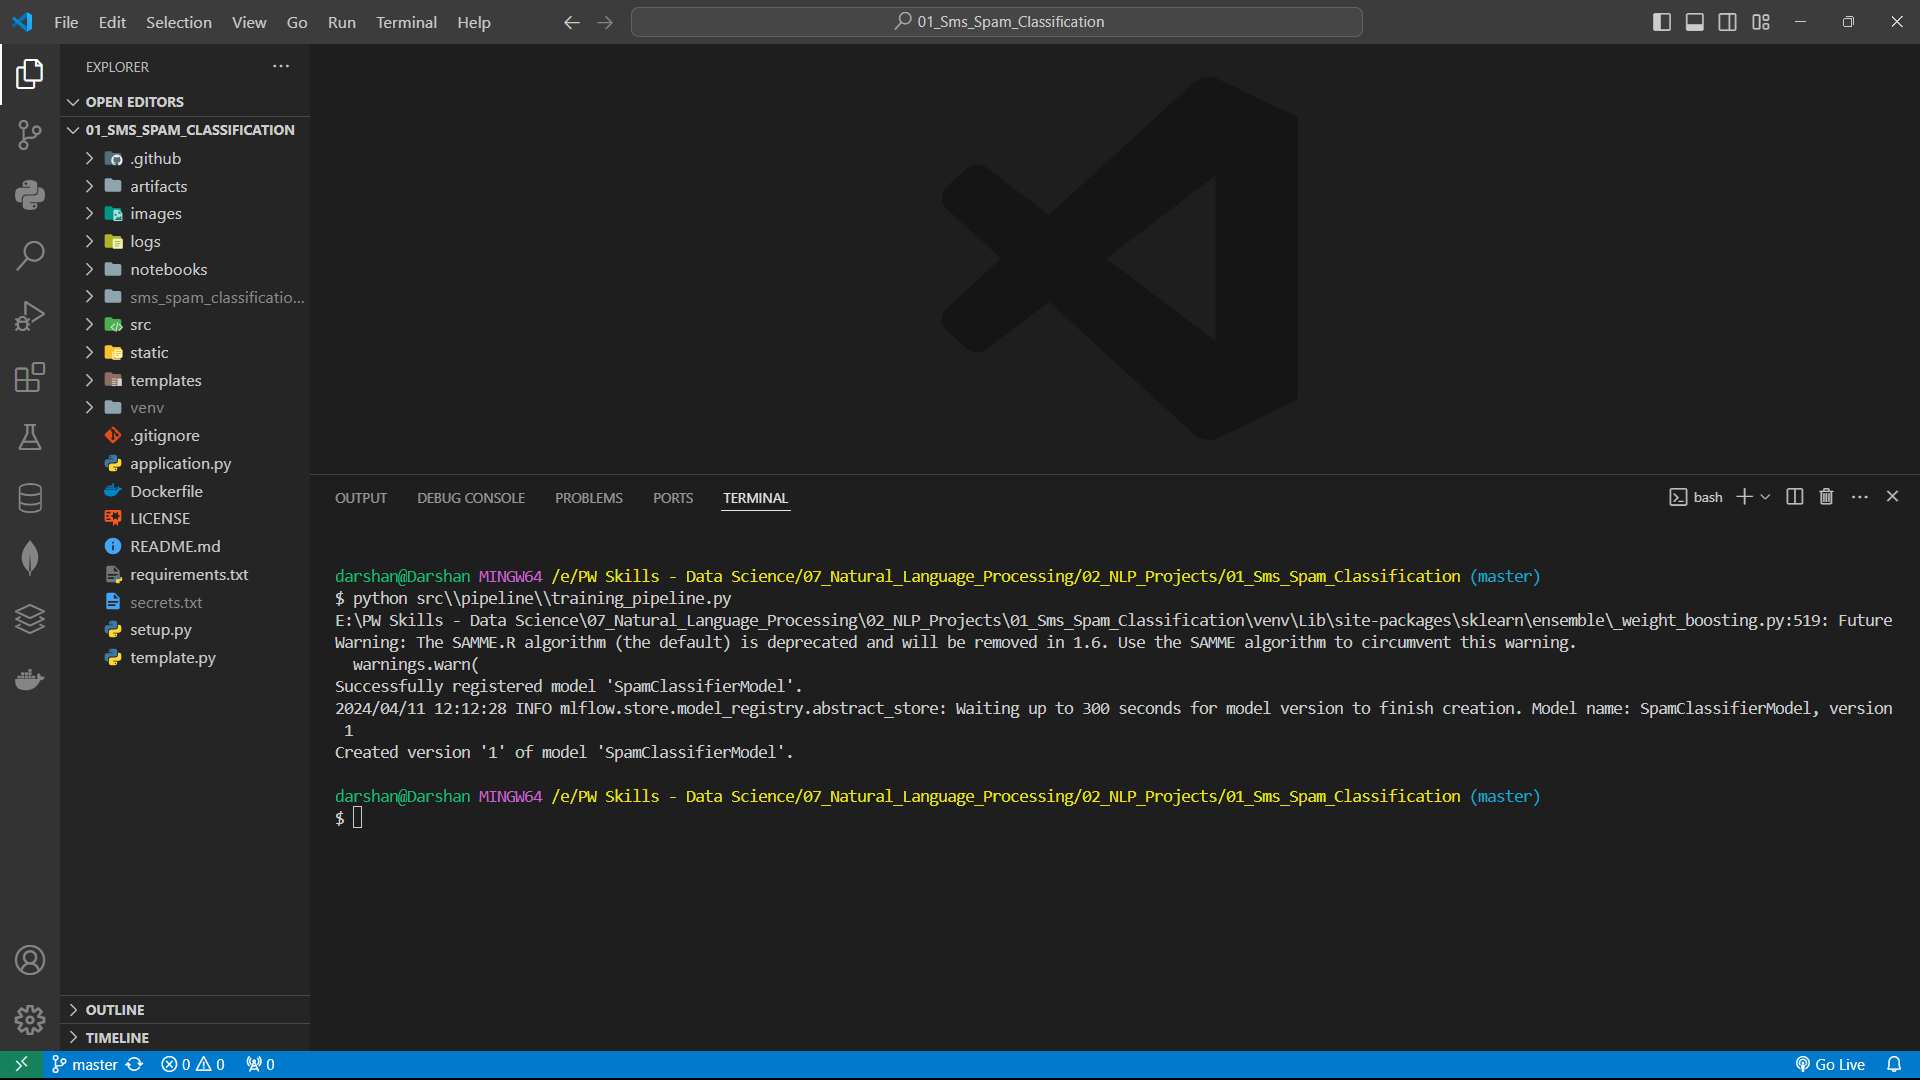 File Edit Selection View Go Run Terminal Help
01_Sms_Spam_Classification
EXPLORER
OPEN EDITORS
01_SMS_SPAM_CLASSIFICATION
.github
artifacts
images
logs
notebooks
sms_spam_classificatio...
src
static
templates
venv
.gitignore
application.py
Dockerfile
LICENSE
README.md
requirements.txt
secrets.txt
setup.py
template.py
OUTLINE
TIMELINE
OUTPUT DEBUG CONSOLE PROBLEMS PORTS TERMINAL
bash
darshan@Darshan MINGW64 /e/PW Skills - Data Science/07_Natural_Language_Processing/02_NLP_Projects/01_Sms_Spam_Classification (master)
$ python src\\pipeline\\training_pipeline.py
E:\PW Skills - Data Science\07_Natural_Language_Processing\02_NLP_Projects\01_Sms_Spam_Classification\venv\Lib\site-packages\sklearn\ensemble\_weight_boosting.py:519: Future
Warning: The SAMME.R algorithm (the default) is deprecated and will be removed in 1.6. Use the SAMME algorithm to circumvent this warning.
warnings.warn(
Successfully registered model 'SpamClassifierModel'.
2024/04/11 12:12:28 INFO mlflow.store.model_registry.abstract_store: Waiting up to 300 seconds for model version to finish creation. Model name: SpamClassifierModel, version
1
Created version '1' of model 'SpamClassifierModel'.
darshan@Darshan MINGW64 /e/PW Skills - Data Science/07_Natural_Language_Processing/02_NLP_Projects/01_Sms_Spam_Classification (master)
$
master 0 0 0 Go Live